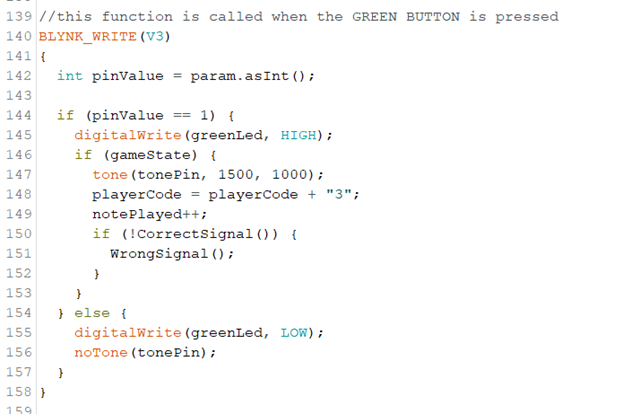 139 //this function is called when the GREEN BUTTON is pressed
140 BLYNK_WRITE(V3)
141 {
142   int pinValue = param.asInt();
143
144   if (pinValue == 1) {
145     digitalWrite(greenLed, HIGH);
146     if (gameState) {
147       tone(tonePin, 1500, 1000);
148       playerCode = playerCode + "3";
149       notePlayed++;
150       if (!CorrectSignal()) {
151         WrongSignal();
152       }
153     }
154   } else {
155     digitalWrite(greenLed, LOW);
156     noTone(tonePin);
157   }
158 }
159